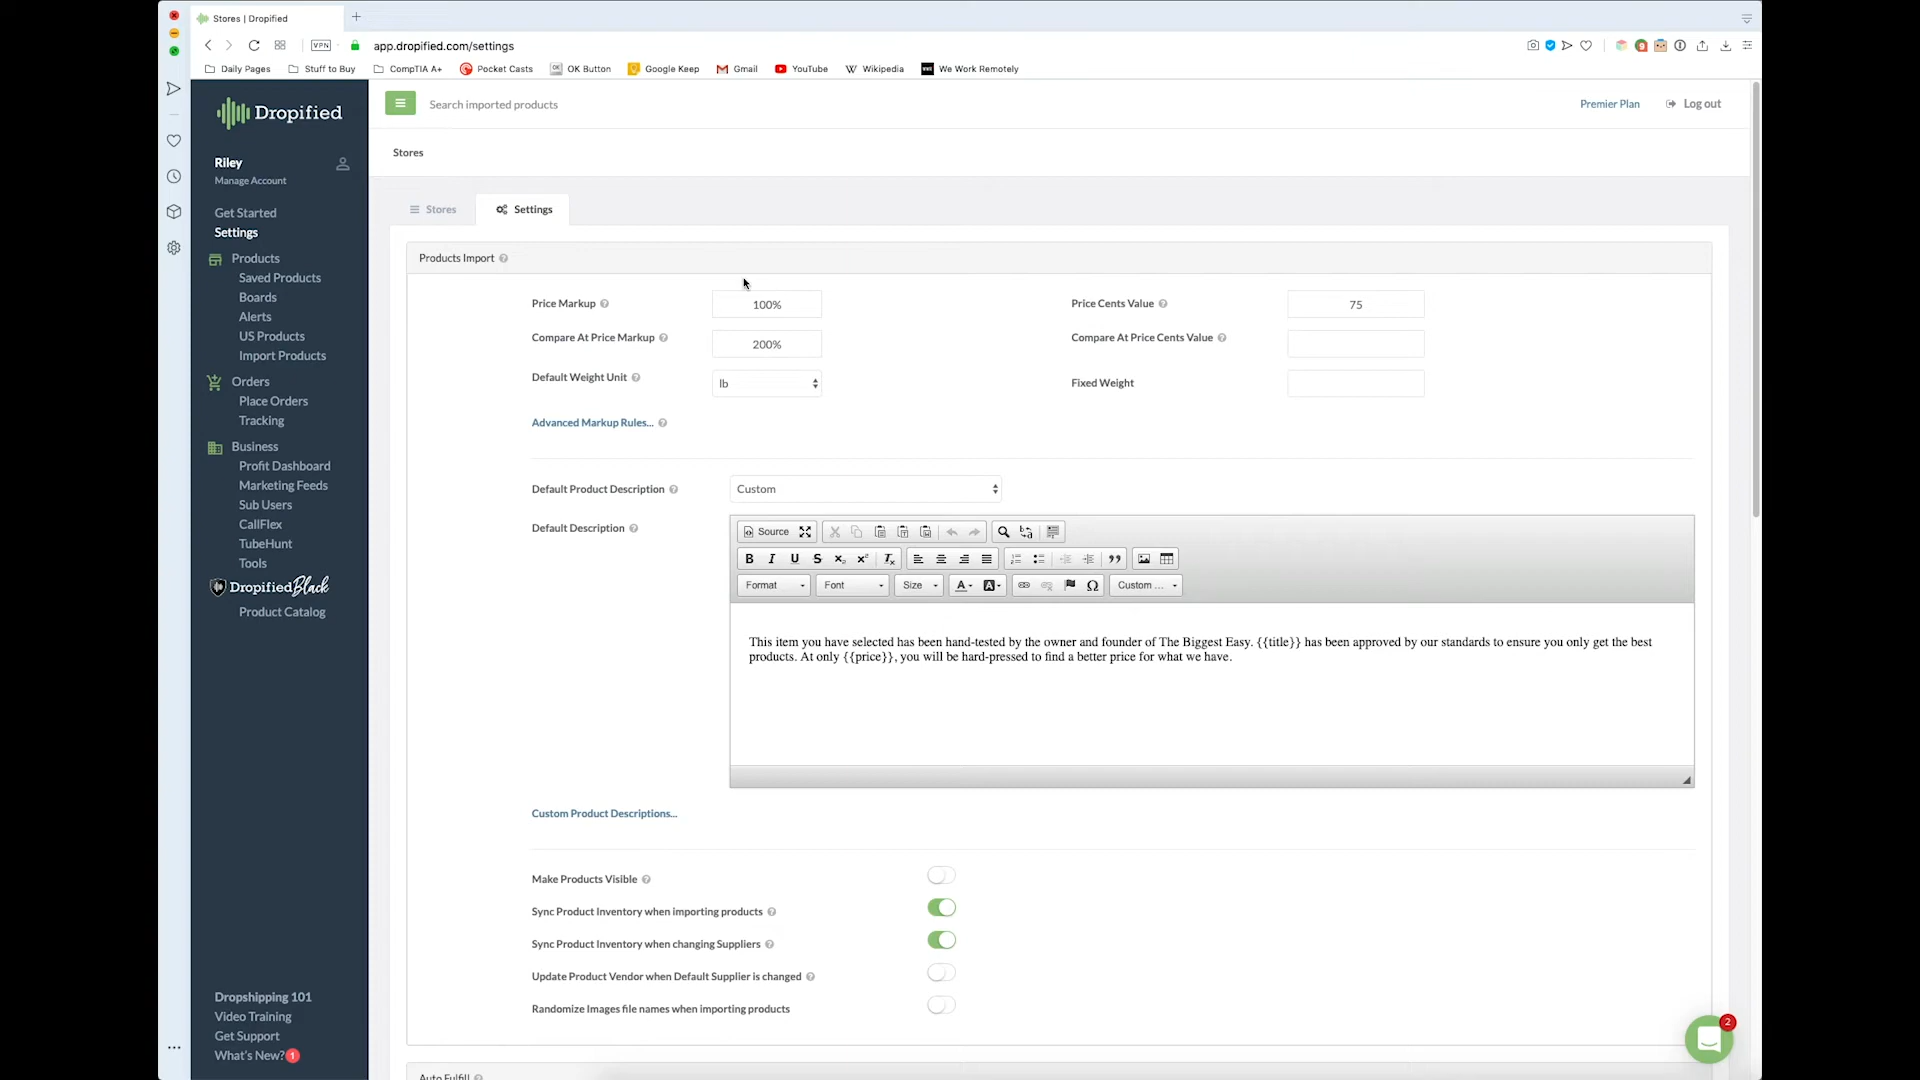 Stores | Dropified
VPN
app.dropified.com/settings
Daily Pages
Stuff to Buy
CompTIA A+
Pocket Casts
OK Button
Google Keep
Gmail
YouTube
Wikipedia
We Work Remotely
Dropified
Search imported products
Premier Plan
Log out
Riley
Manage Account
Stores
Get Started
Settings
Products
Saved Products
Boards
Alerts
US Products
Import Products
Orders
Place Orders
Tracking
Business
Profit Dashboard
Marketing Feeds
Sub Users
CallFlex
TubeHunt
Tools
DropifiedBlack
Product Catalog
Dropshipping 101
Video Training
Get Support
What's New? 1
Stores
Settings
Products Import
Price Markup
100%
Price Cents Value
75
Compare At Price Markup
200%
Compare At Price Cents Value
Default Weight Unit
lb
Fixed Weight
Advanced Markup Rules...
Default Product Description
Custom
Default Description
Source
Format
Font
Size
Custom ...
This item you have selected has been hand-tested by the owner and founder of The Biggest Easy. {{title}} has been approved by our standards to ensure you only get the best
products. At only {{price}}, you will be hard-pressed to find a better price for what we have.
Custom Product Descriptions...
Make Products Visible
Sync Product Inventory when importing products
Sync Product Inventory when changing Suppliers
Update Product Vendor when Default Supplier is changed
Randomize Images file names when importing products
2
Auto Fulfill